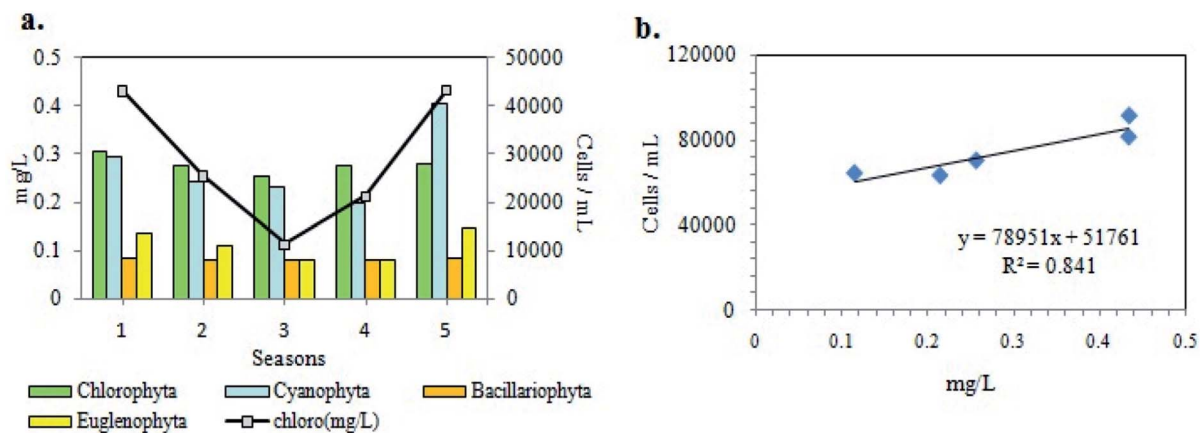 a.
0.5
0.4
0.3
0.2
0.1
0
mg/L
50000
40000
30000
20000
10000
0
Cells / mL
1 2 3 4 5
Seasons
Chlorophyta Cyanophyta Bacillariophyta
Euglenophyta chloro(mg/L)
b.
120000
80000
40000
0
Cells / mL
y = 78951x + 51761
R² = 0.841
0 0.1 0.2 0.3 0.4 0.5
mg/L